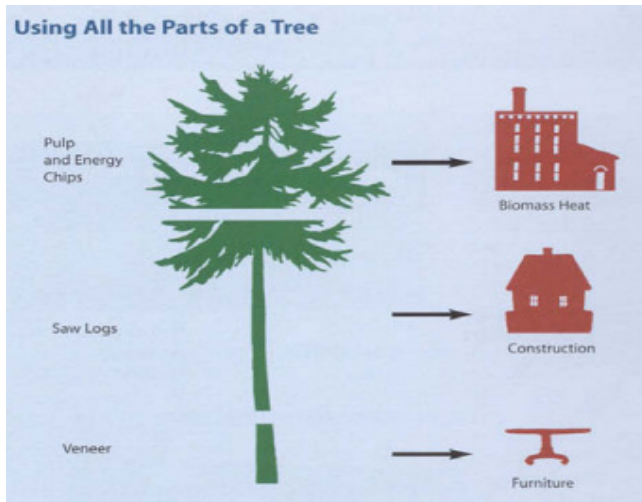 Using All the Parts of a Tree
Pulp
and Energy
Chips
Biomass Heat
Saw Logs
Construction
Veneer
Furniture